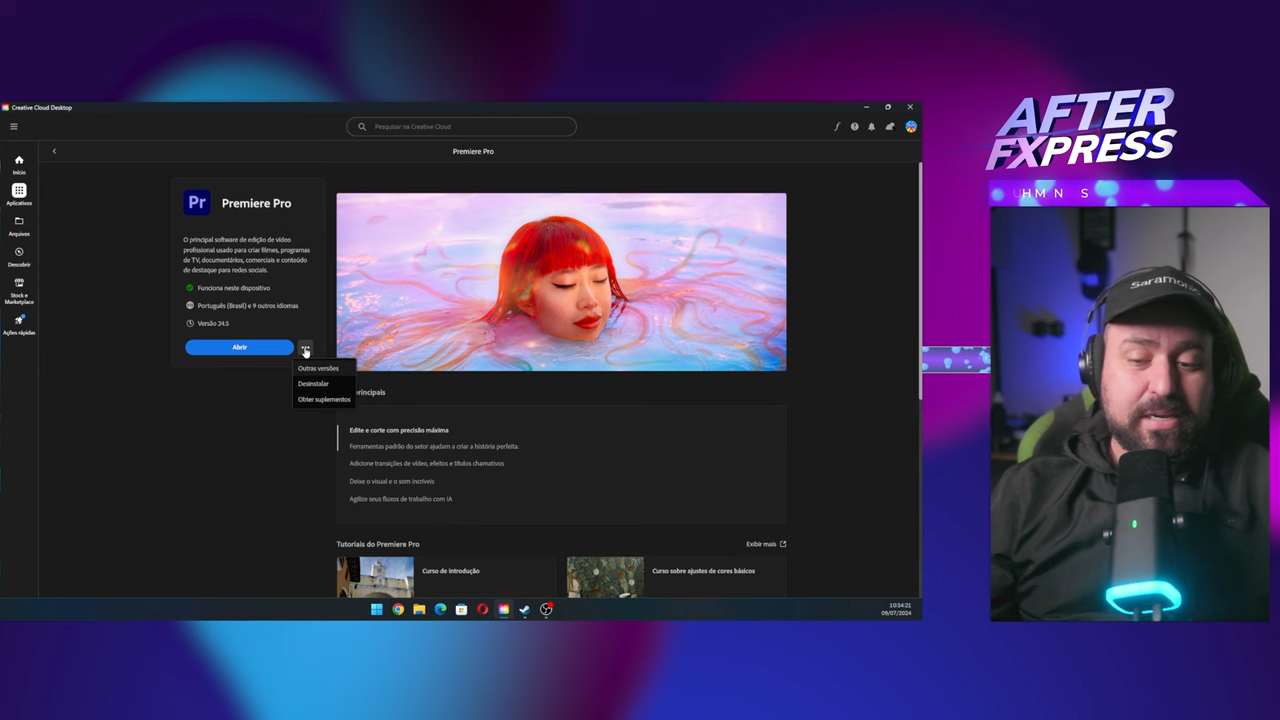 Creative Cloud Desktop
Pesquisar na Creative Cloud
Premiere Pro
Início
Aplicativos
Arquivos
Descobrir
Stock e
Marketplace
Ações rápidas
Pr
Premiere Pro
O principal software de edição de vídeo
profissional usado para criar filmes, programas
de TV, documentários, comerciais e conteúdo
de destaque para redes sociais.
Funciona neste dispositivo
Português (Brasil) e 9 outros idiomas
Versão 24.5
Abrir
Outras versões
Desinstalar
Obter suplementos
principais
Edite e corte com precisão máxima
Ferramentas padrão do setor ajudam a criar a história perfeita.
Adicione transições de vídeo, efeitos e títulos chamativos
Deixe o visual e o som incríveis
Agilize seus fluxos de trabalho com IA
Tutoriais do Premiere Pro
Exibir mais
Curso de introdução
Curso sobre ajustes de cores básicos
10:54:21
09/07/2024
AFTER
FXPRESS
UHM N S
Saramonic